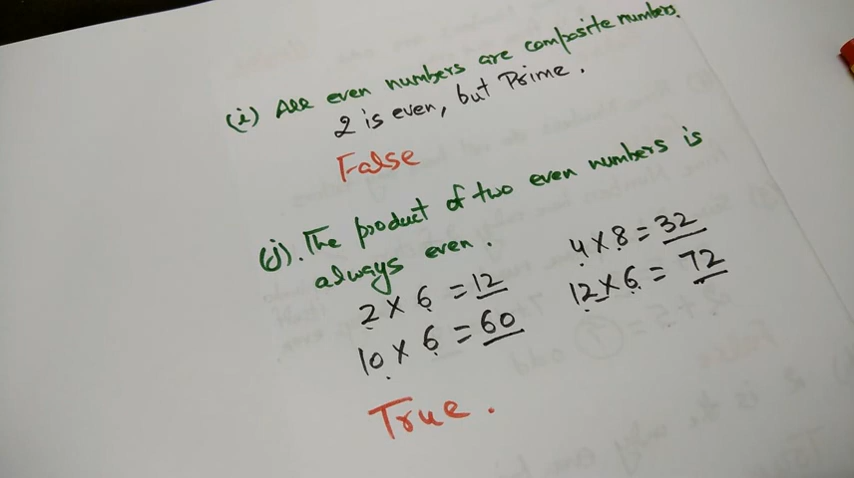 (i) All even numbers are composite numbers.
2 is even, but Prime.
False
(j). The product of two even numbers is
always even.
2 × 6 = 12
4 × 8 = 32
10 × 6 = 60
12 × 6 = 72
True.